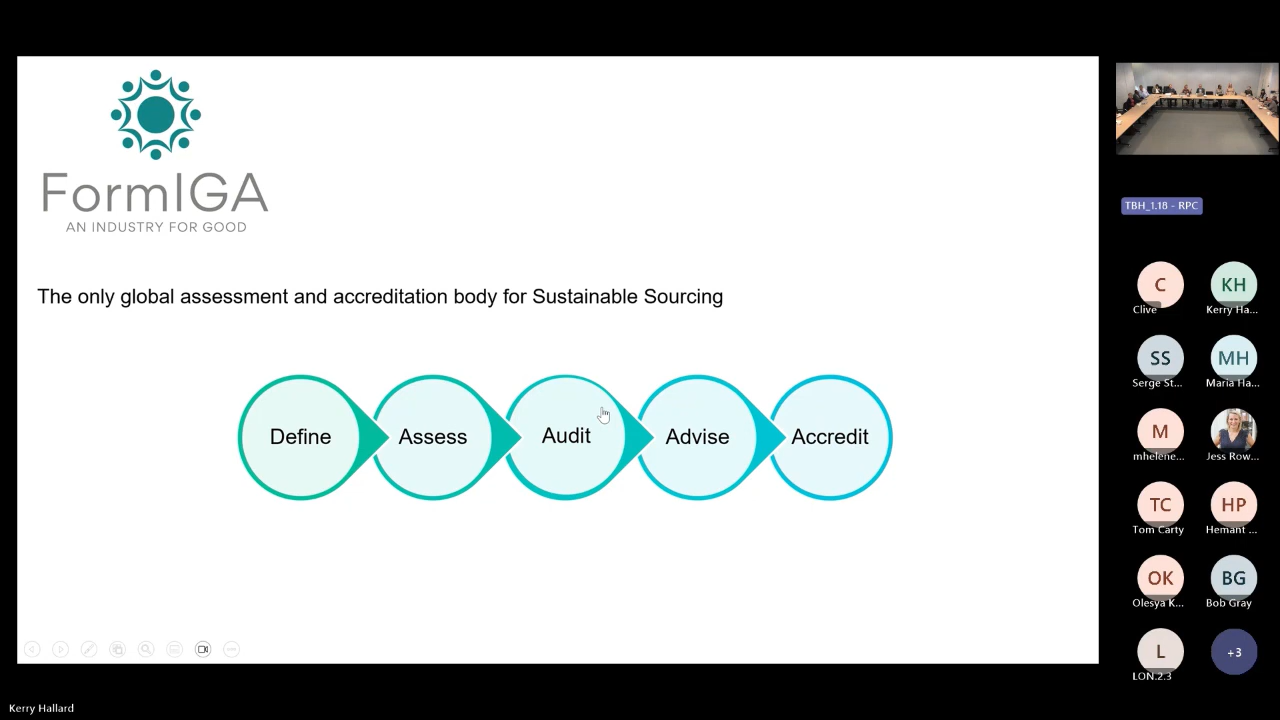 FormIGA
AN INDUSTRY FOR GOOD
The only global assessment and accreditation body for Sustainable Sourcing
Define
Assess
Audit
Advise
Accredit
TBH_1.18 - RPC
C
Clive
KH
Kerry Ha...
SS
Serge St...
MH
Maria Ha...
M
mhelene...
Jess Row...
TC
Tom Carty
HP
Hemant ...
OK
Olesya K...
BG
Bob Gray
L
LON.2.3
+3
Kerry Hallard